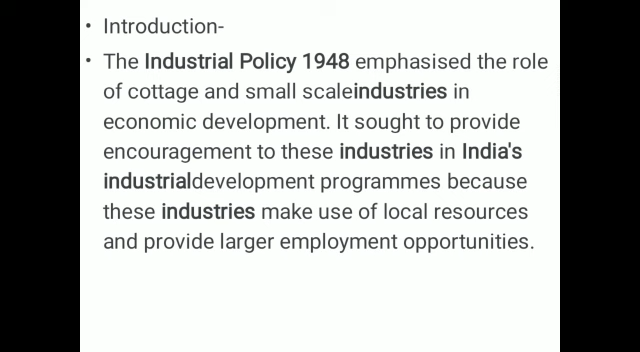 • Introduction-
• The Industrial Policy 1948 emphasised the role
of cottage and small scaleindustries in
economic development. It sought to provide
encouragement to these industries in India's
industrialdevelopment programmes because
these industries make use of local resources
and provide larger employment opportunities.